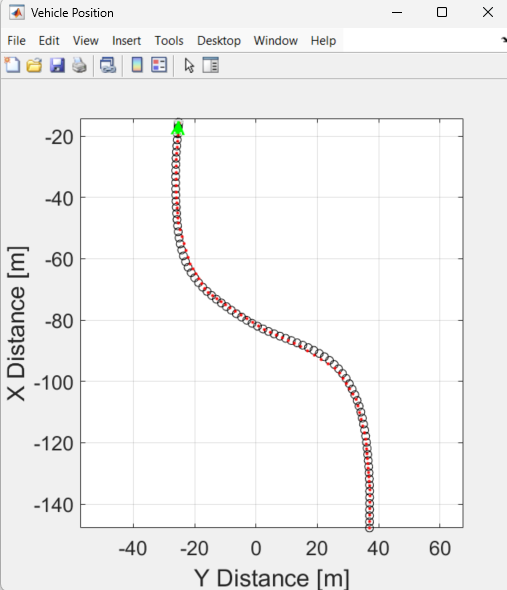 Vehicle Position
File Edit View Insert Tools Desktop Window Help
-20
-40
-60
-80
-100
-120
-140
X Distance [m]
-40 -20 0 20 40 60
Y Distance [m]